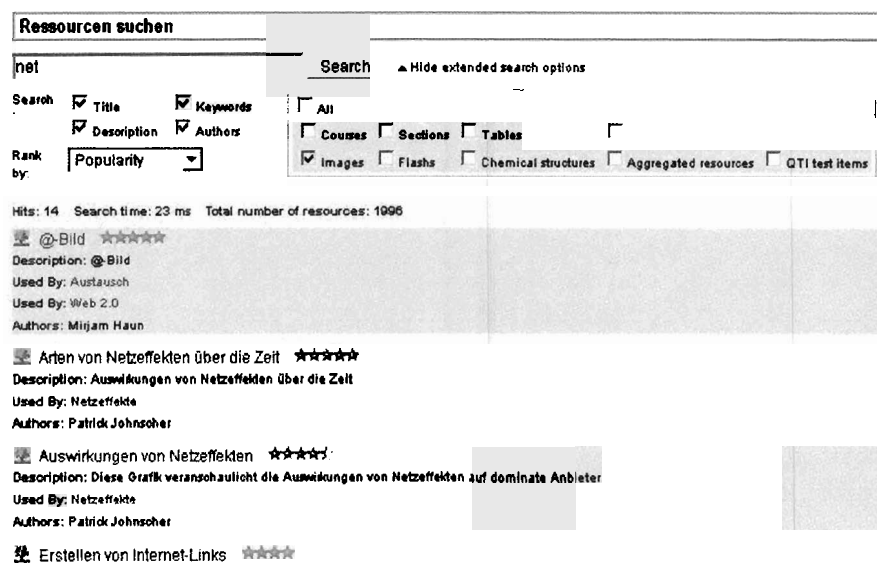 Ressourcen suchen
net Search Hide extended search options
Search Title Keywords All
Description Authors Courses Sections Tables
Rank by: Popularity Images Flashs Chemical structures Aggregated resources QTI test items
Hits: 14 Search time: 23 ms Total number of resources: 1996
@-Bild
Description: @-Bild
Used By: Austausch
Used By: Web 2.0
Authors: Mirjam Haun
Arten von Netzeffekten über die Zeit
Description: Auswirkungen von Netzeffekten über die Zeit
Used By: Netzeffekte
Authors: Patrick Johnscher
Auswirkungen von Netzeffekten
Description: Diese Grafik veranschaulicht die Auswirkungen von Netzeffekten auf dominate Anbieter
Used By: Netzeffekte
Authors: Patrick Johnscher
Erstellen von Internet-Links